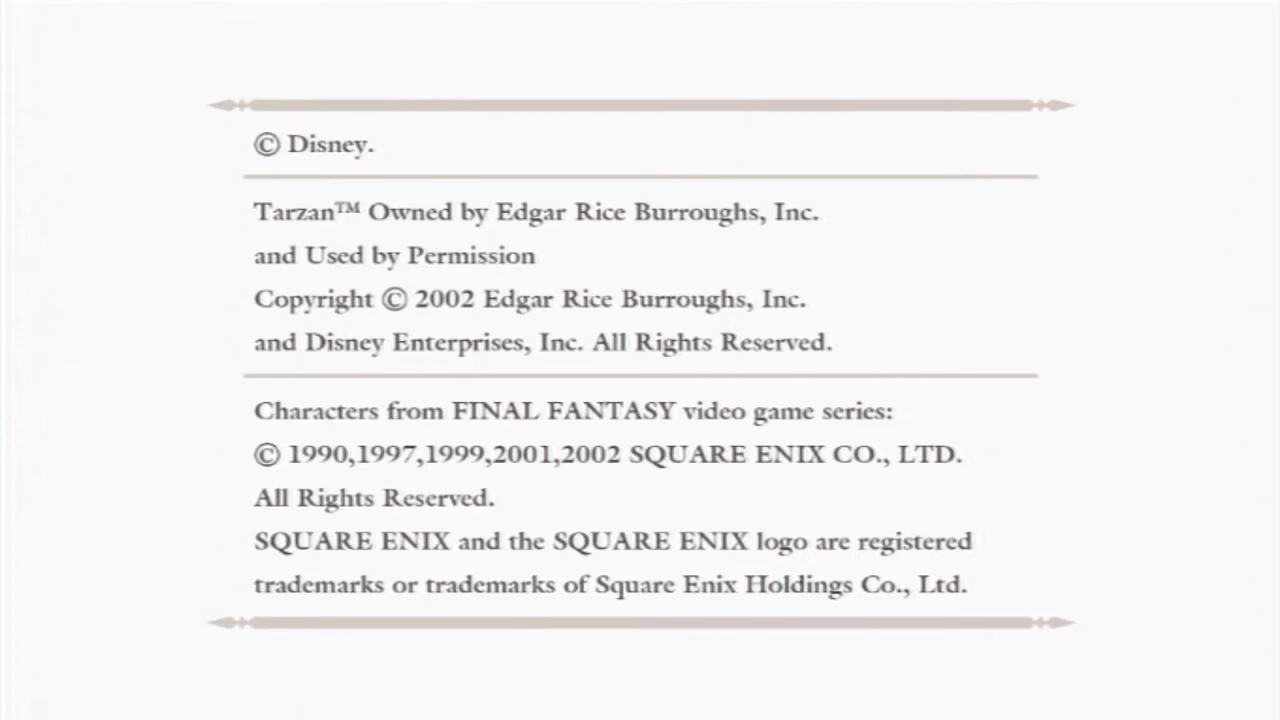 © Disney.
Tarzan™ Owned by Edgar Rice Burroughs, Inc.
and Used by Permission
Copyright © 2002 Edgar Rice Burroughs, Inc.
and Disney Enterprises, Inc. All Rights Reserved.
Characters from FINAL FANTASY video game series:
© 1990,1997,1999,2001,2002 SQUARE ENIX CO., LTD.
All Rights Reserved.
SQUARE ENIX and the SQUARE ENIX logo are registered
trademarks or trademarks of Square Enix Holdings Co., Ltd.